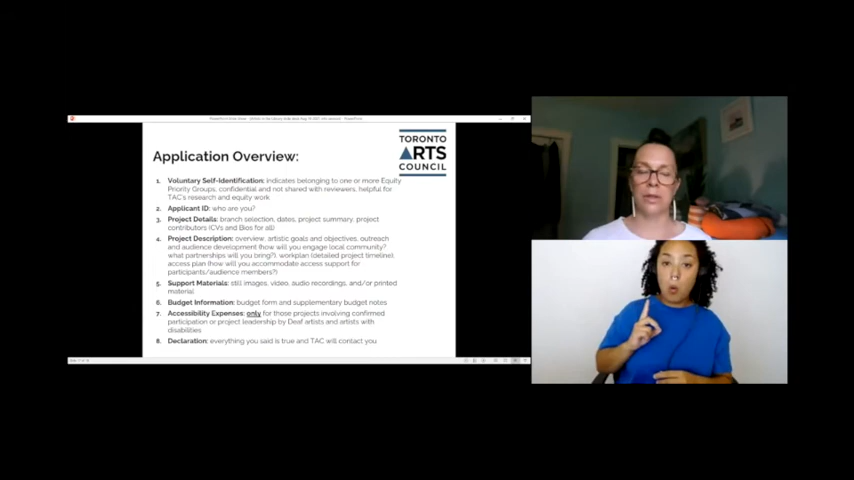 TORONTO
ARTS
COUNCIL
Application Overview:
1. Voluntary Self-Identification: indicates belonging to one or more Equity
Priority Groups, confidential and not shared with reviewers, helpful for
TAC's research and equity work
2. Applicant ID: who are you?
3. Project Details: branch selection, dates, project summary, project
contributors (CVs and Bios for all)
4. Project Description: overview, artistic goals and objectives, outreach
and audience development (how will you engage local community?
what partnerships will you bring?), workplan (detailed project timeline),
access plan (how will you accommodate access support for
participants/audience members?)
5. Support Materials: still images, video, audio recordings, and/or printed
material
6. Budget Information: budget form and supplementary budget notes
7. Accessibility Expenses: only for those projects involving confirmed
participation or project leadership by Deaf artists and artists with
disabilities
8. Declaration: everything you said is true and TAC will contact you